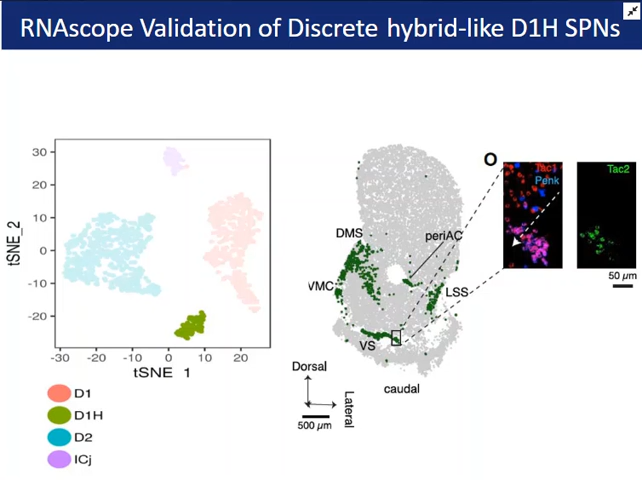 RNAscope Validation of Discrete hybrid-like D1H SPNs
30
20
10
0
-10
-20
tSNE_2
-30
-20
-10
0
10
20
tSNE_1
D1
D1H
D2
ICj
DMS
periAC
VMC
LSS
VS
Dorsal
Lateral
caudal
500 µm
O
Tac1
Penk
Tac2
50 µm